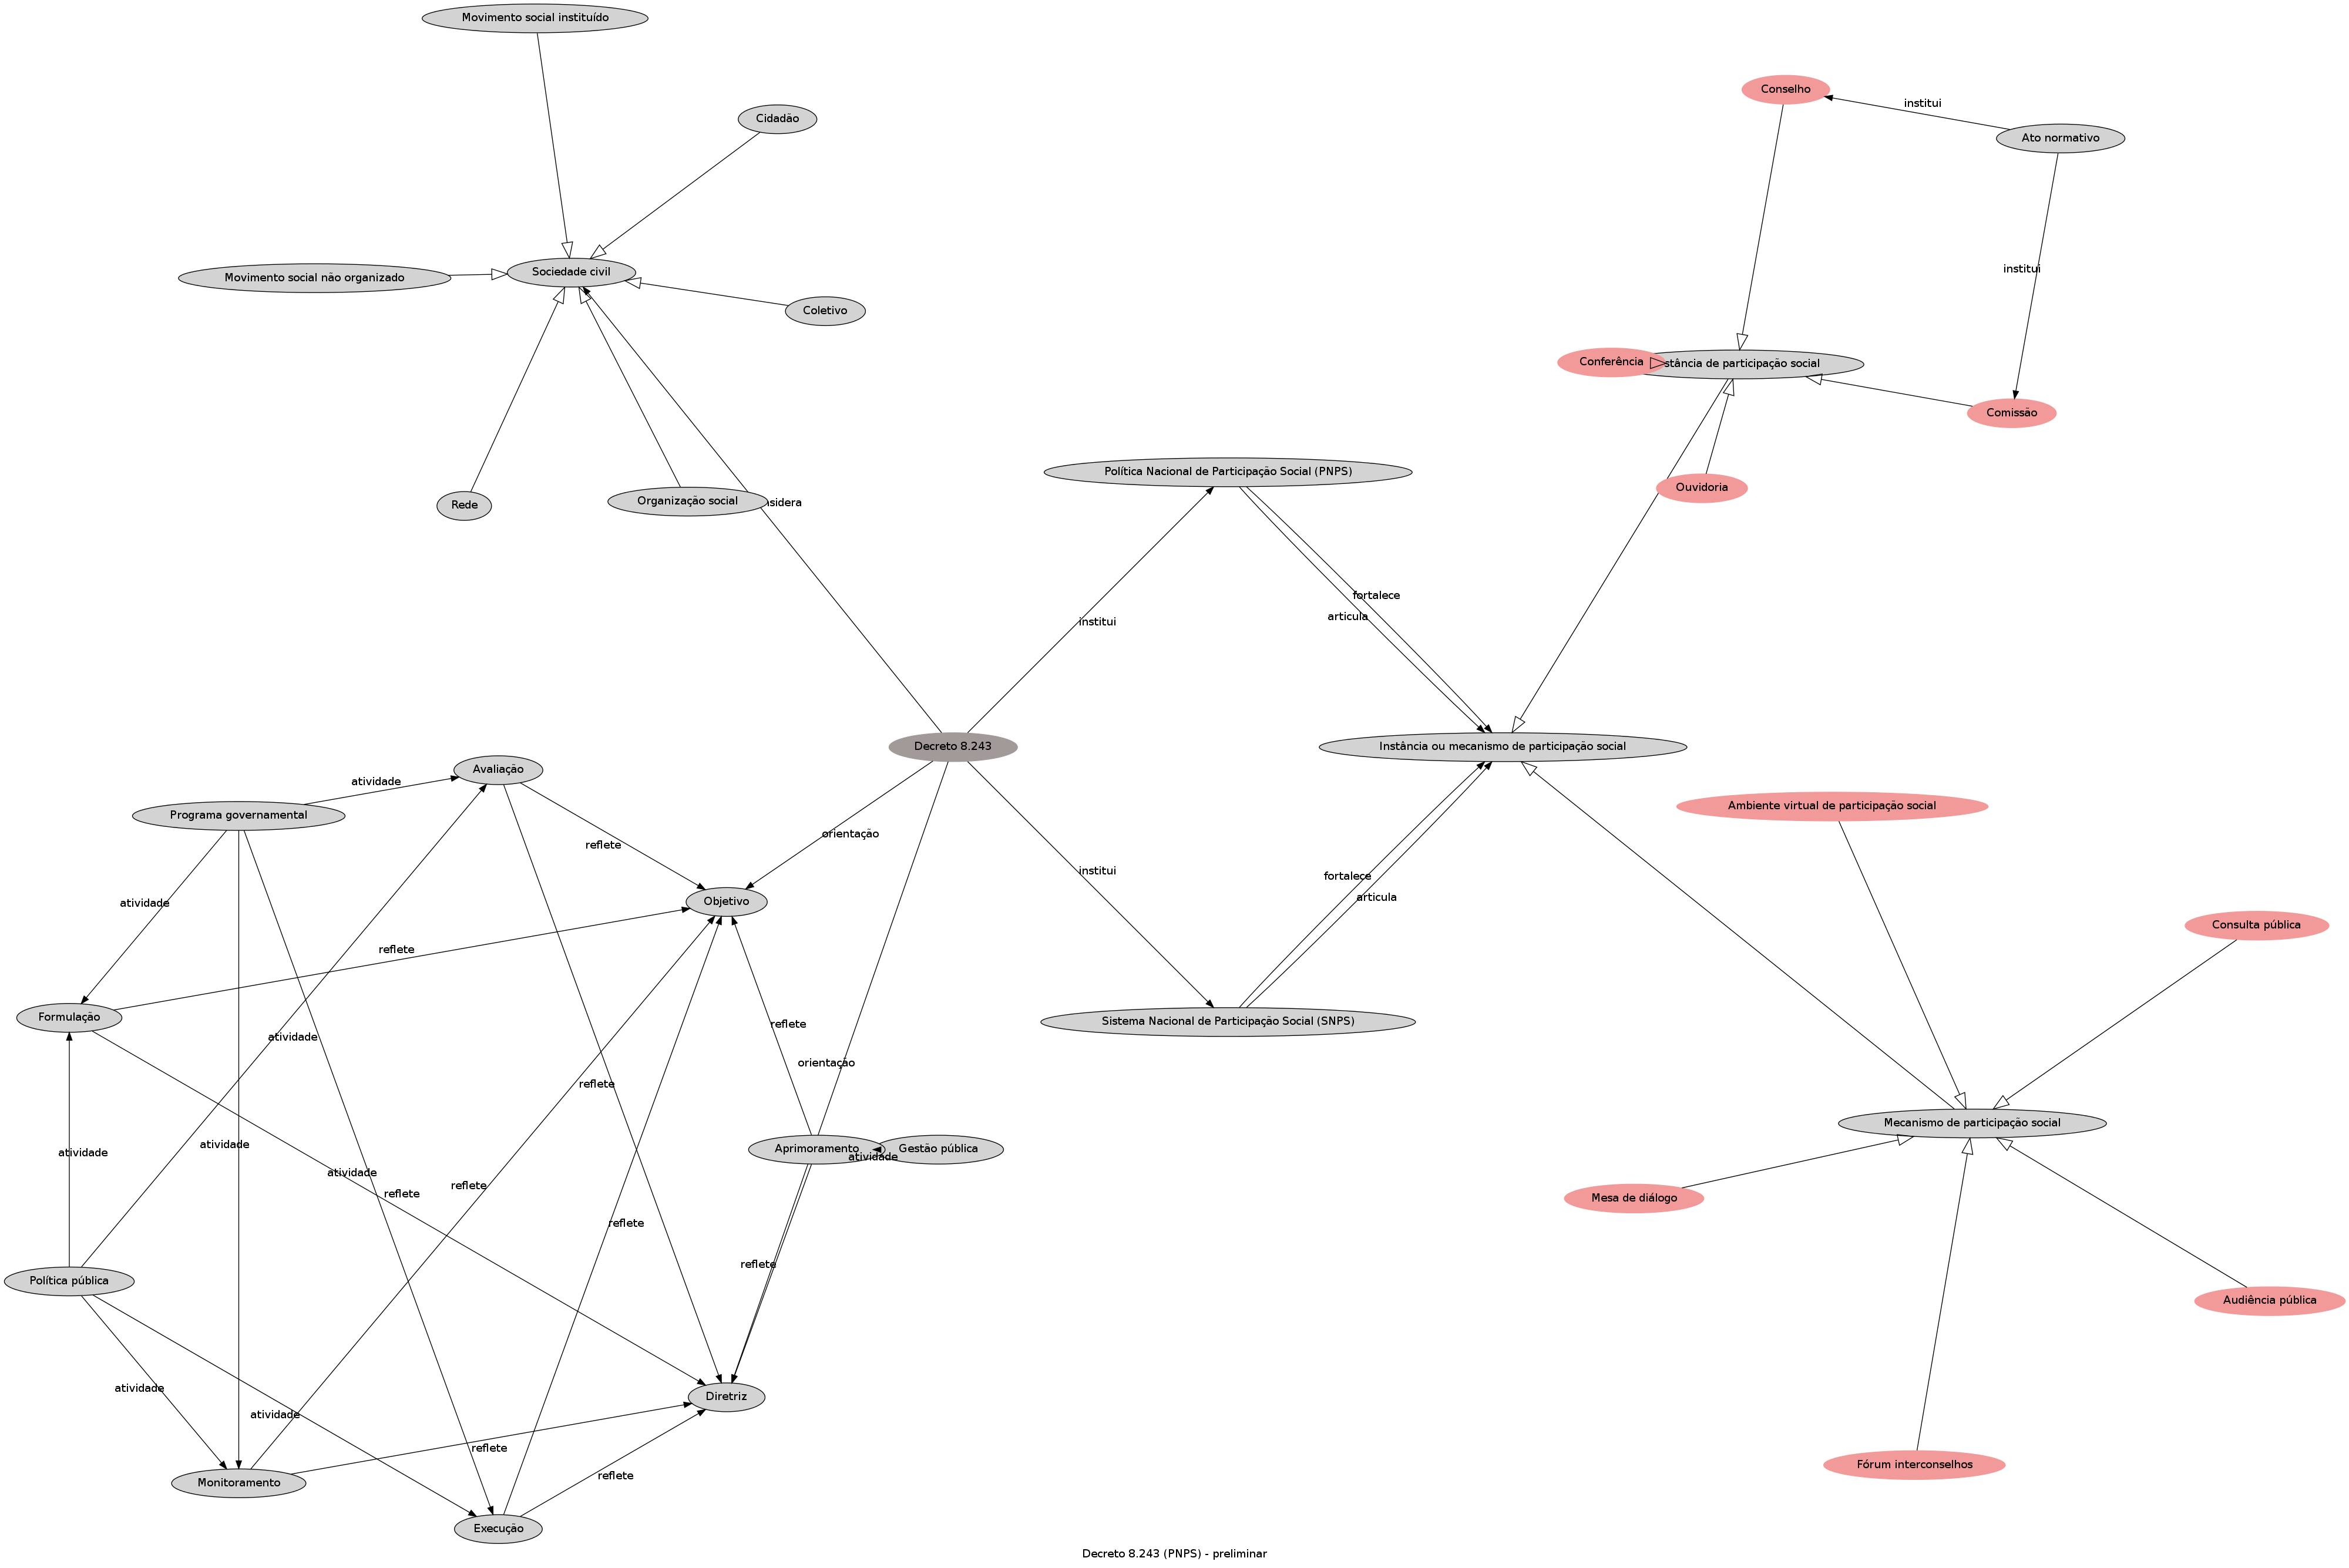 Movimento social instituído
Conselho
institui
Cidadão
Ato normativo
Sociedade civil
institui
Movimento social não organizado
Coletivo
Conferência
stância de participação social
Comissão
Política Nacional de Participação Social (PNPS)
Ouvidoria
Rede
Organização social
nsidera
fortalece
articula
institui
Decreto 8.243
Instância ou mecanismo de participação social
Avaliação
atividade
Programa governamental
Ambiente virtual de participação social
orientação
reflete
institui
fortalece
articula
atividade
Objetivo
Consulta pública
reflete
Formulação
Sistema Nacional de Participação Social (SNPS)
reflete
atividade
orientação
reflete
Mecanismo de participação social
atividade
atividade
Aprimoramento
Gestão pública
atividade
atividade
reflete
reflete
Mesa de diálogo
reflete
reflete
Política pública
Audiência pública
atividade
Diretriz
atividade
reflete
Fórum interconselhos
reflete
Monitoramento
Execução
Decreto 8.243 (PNPS) - preliminar